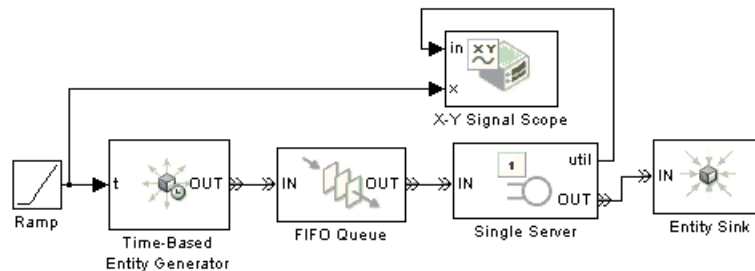 in
XY
x
X-Y Signal Scope
Ramp
t
OUT
Time-Based
Entity Generator
IN
OUT
FIFO Queue
IN
1
util
OUT
Single Server
IN
Entity Sink